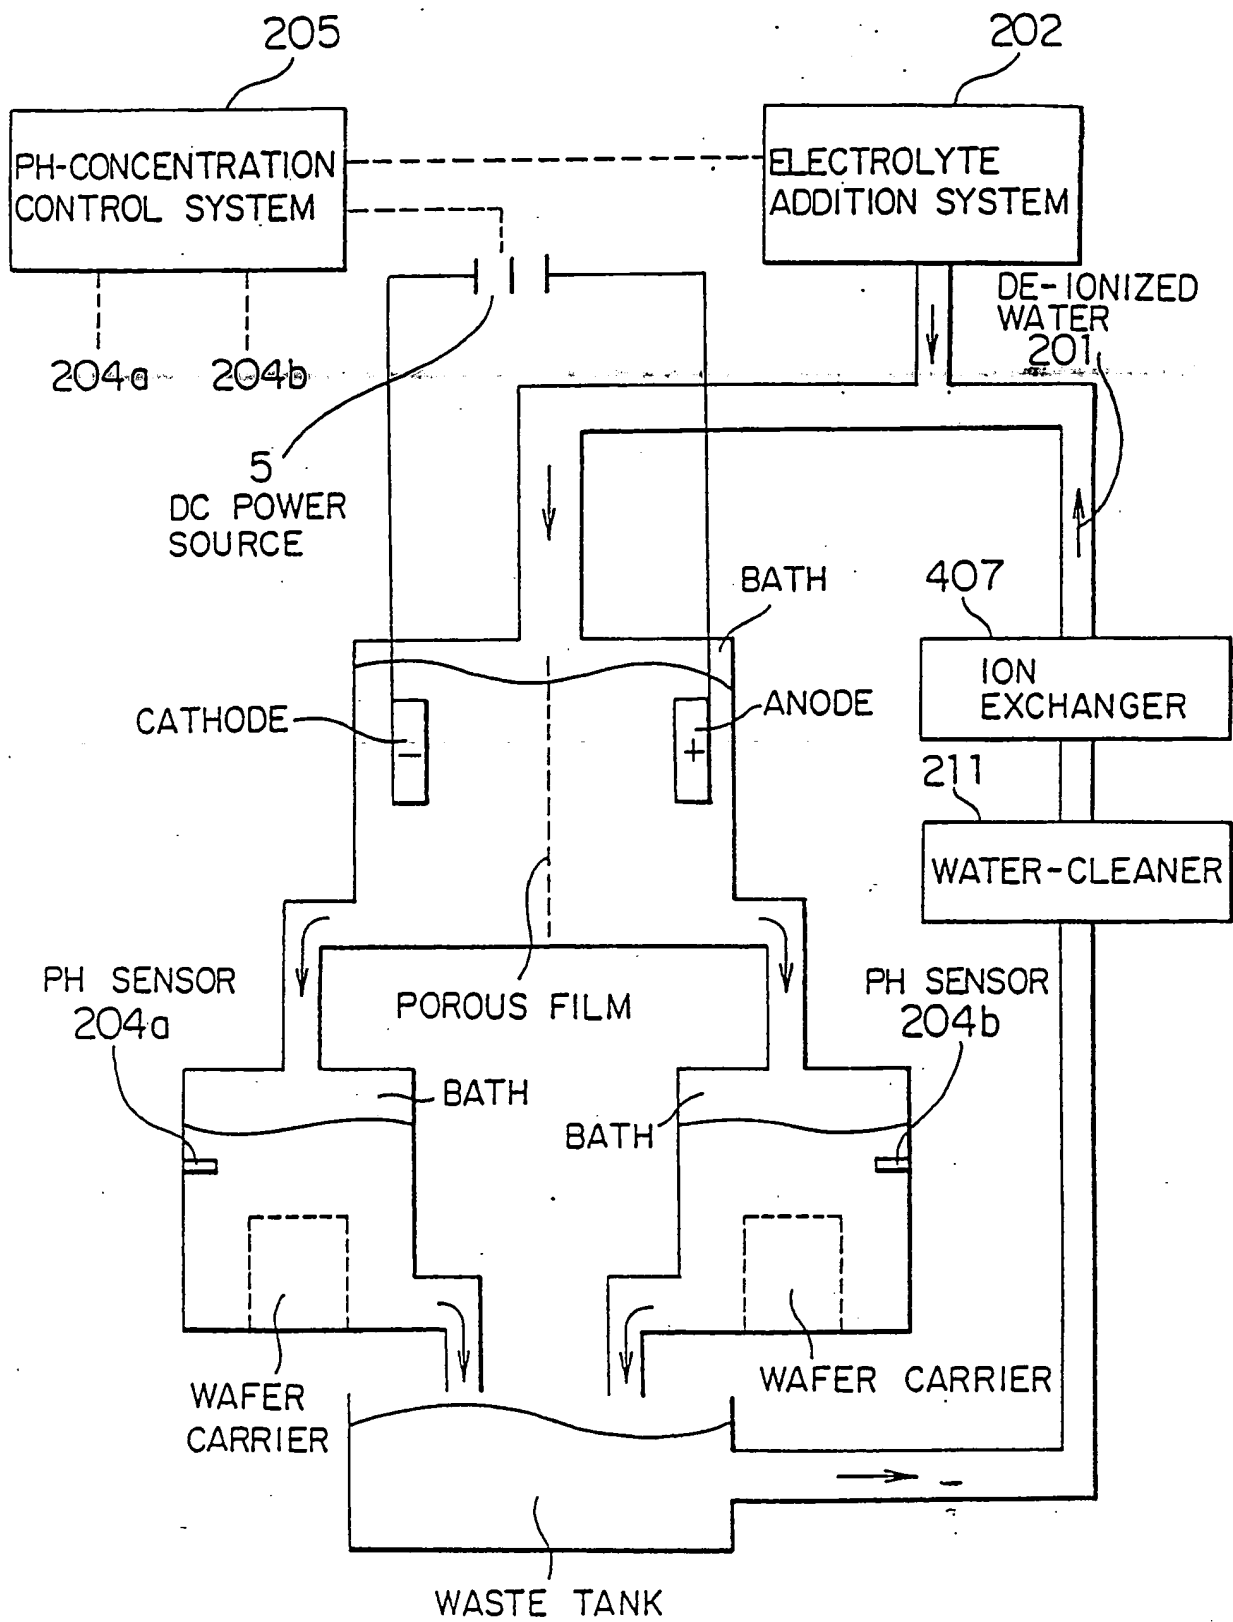 205
202
PH-CONCENTRATION
CONTROL SYSTEM
ELECTROLYTE
ADDITION SYSTEM
DE-IONIZED
WATER
201
204a
204b
5
DC POWER
SOURCE
BATH
407
ION
EXCHANGER
CATHODE
−
ANODE
+
211
WATER-CLEANER
PH SENSOR
204a
POROUS FILM
PH SENSOR
204b
BATH
BATH
WAFER
CARRIER
WAFER CARRIER
WASTE TANK